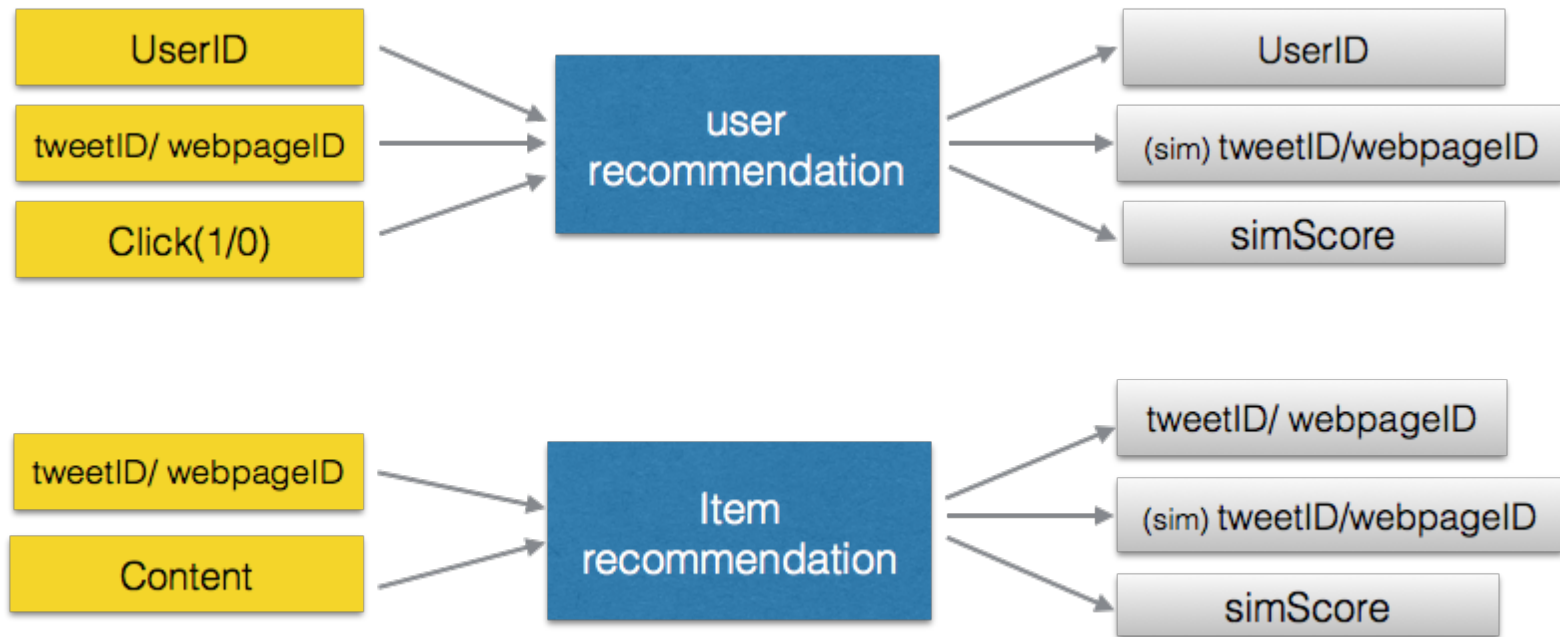 UserID
tweetID/ webpageID
Click(1/0)
user
recommendation
UserID
(sim) tweetID/webpageID
simScore
tweetID/ webpageID
Content
Item
recommendation
tweetID/ webpageID
(sim) tweetID/webpageID
simScore